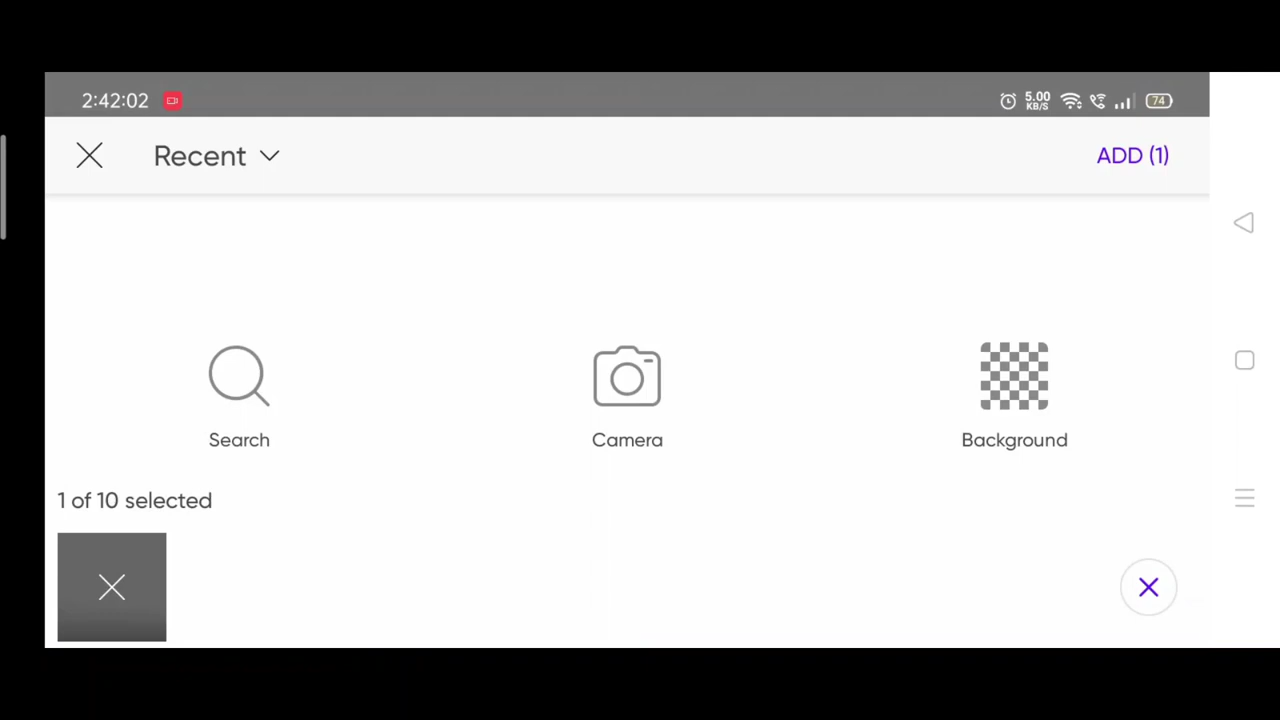 2:42:02
5.00
KB/S
74
Recent
ADD (1)
Search
Camera
Background
1 of 10 selected